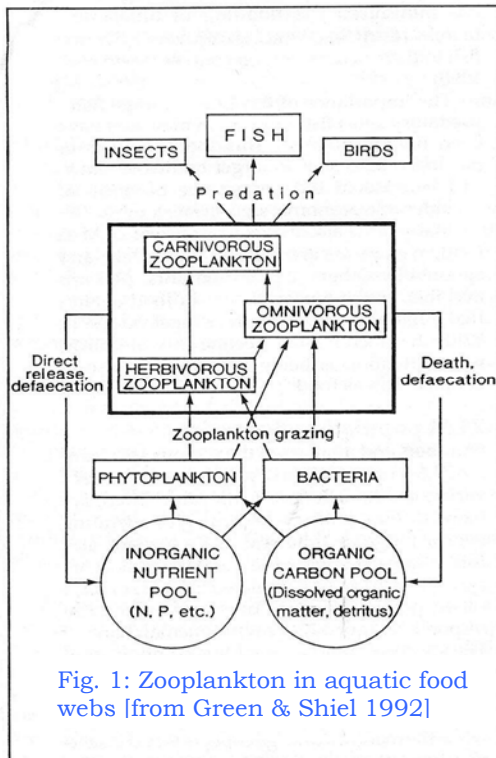 FISH
INSECTS
BIRDS
Predation
CARNIVOROUS
ZOOPLANKTON
OMNIVOROUS
ZOOPLANKTON
Direct
release,
defaecation
HERBIVOROUS
ZOOPLANKTON
Death,
defaecation
Zooplankton grazing
PHYTOPLANKTON
BACTERIA
INORGANIC
NUTRIENT
POOL
(N, P, etc.)
ORGANIC
CARBON POOL
(Dissolved organic
matter, detritus)
Fig. 1: Zooplankton in aquatic food
webs [from Green & Shiel 1992]